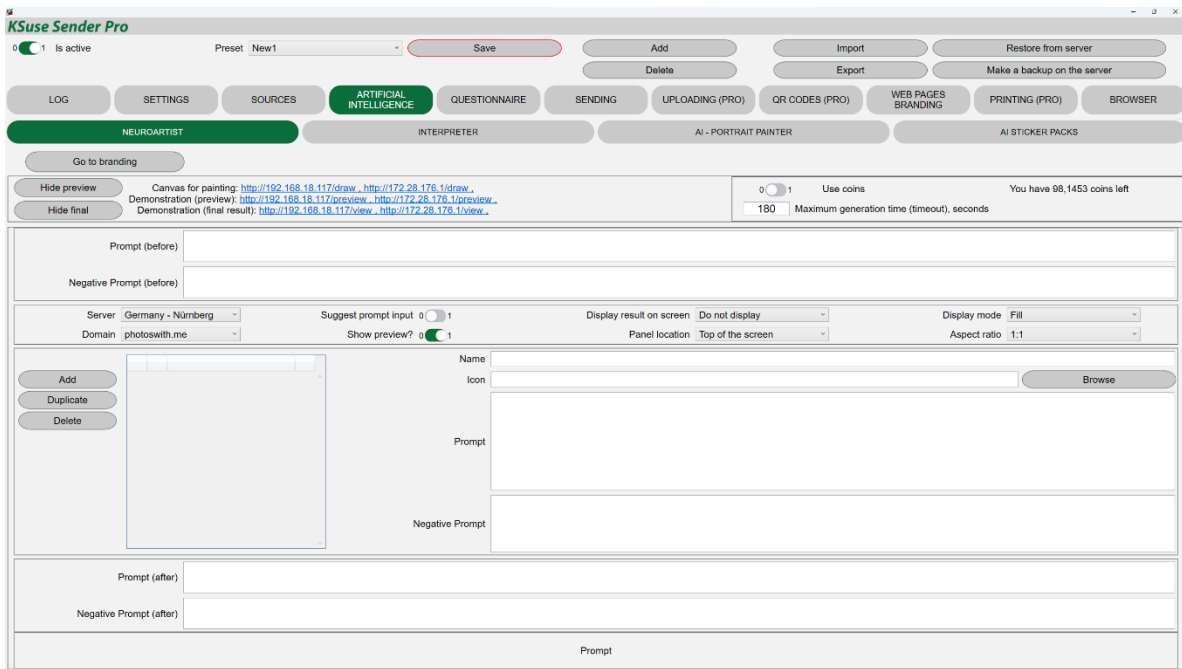 KSuse Sender Pro
0 1 Is active Preset New1 Save Add Import Restore from server
Delete Export Make a backup on the server
LOG SETTINGS SOURCES ARTIFICIAL INTELLIGENCE QUESTIONNAIRE SENDING UPLOADING (PRO) QR CODES (PRO) WEB PAGES BRANDING PRINTING (PRO) BROWSER
NEUROARTIST INTERPRETER AI - PORTRAIT PAINTER AI STICKER PACKS
Go to branding
Hide preview Canvas for painting: http://192.168.18.117/draw , http://172.28.176.1/draw , 0 1 Use coins You have 98,1453 coins left
Demonstration (preview): http://192.168.18.117/preview , http://172.28.176.1/preview ,
Hide final Demonstration (final result): http://192.168.18.117/view , http://172.28.176.1/view , 180 Maximum generation time (timeout), seconds
Prompt (before)
Negative Prompt (before)
Server Germany - Nürnberg Suggest prompt input 0 1 Display result on screen Do not display Display mode Fill
Domain photoswith.me Show preview? 0 1 Panel location Top of the screen Aspect ratio 1:1
Name
Add Icon Browse
Duplicate
Delete
Prompt
Negative Prompt
Prompt (after)
Negative Prompt (after)
Prompt